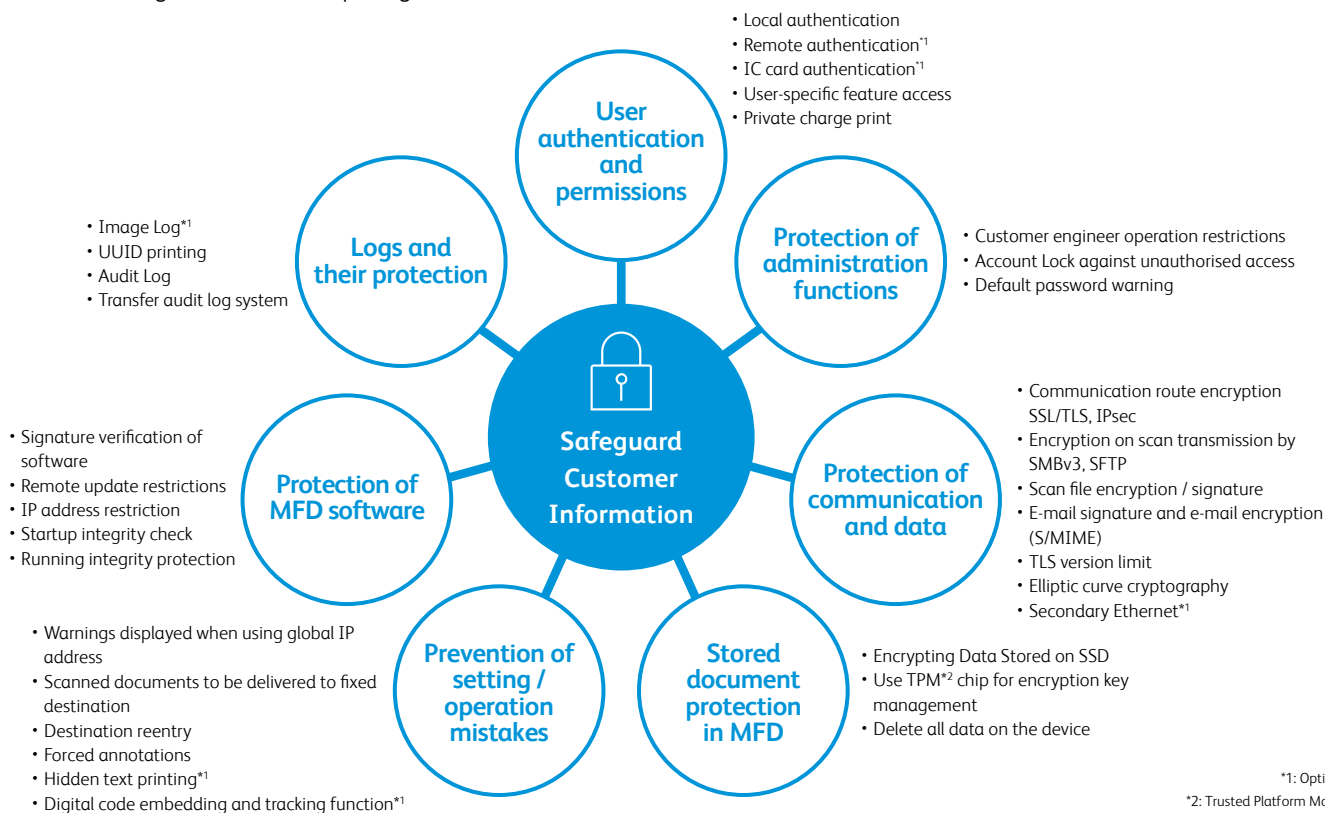 • Local authentication
• Remote authentication*1
• IC card authentication*1
• User-specific feature access
• Private charge print
User
authentication
and
permissions
• Image Log*1
• UUID printing
• Audit Log
• Transfer audit log system
Logs and
their protection
Protection of
administration
functions
• Customer engineer operation restrictions
• Account Lock against unauthorised access
• Default password warning
Safeguard
Customer
Information
• Signature verification of
software
• Remote update restrictions
• IP address restriction
• Startup integrity check
• Running integrity protection
Protection of
MFD software
Protection of
communication
and data
• Communication route encryption
SSL/TLS, IPsec
• Encryption on scan transmission by
SMBv3, SFTP
• Scan file encryption / signature
• E-mail signature and e-mail encryption
(S/MIME)
• TLS version limit
• Elliptic curve cryptography
• Secondary Ethernet*1
• Warnings displayed when using global IP
address
• Scanned documents to be delivered to fixed
destination
• Destination reentry
• Forced annotations
• Hidden text printing*1
• Digital code embedding and tracking function*1
Prevention of
setting /
operation
mistakes
Stored
document
protection
in MFD
• Encrypting Data Stored on SSD
• Use TPM*2 chip for encryption key
management
• Delete all data on the device
*1:
*2: Trusted Platform